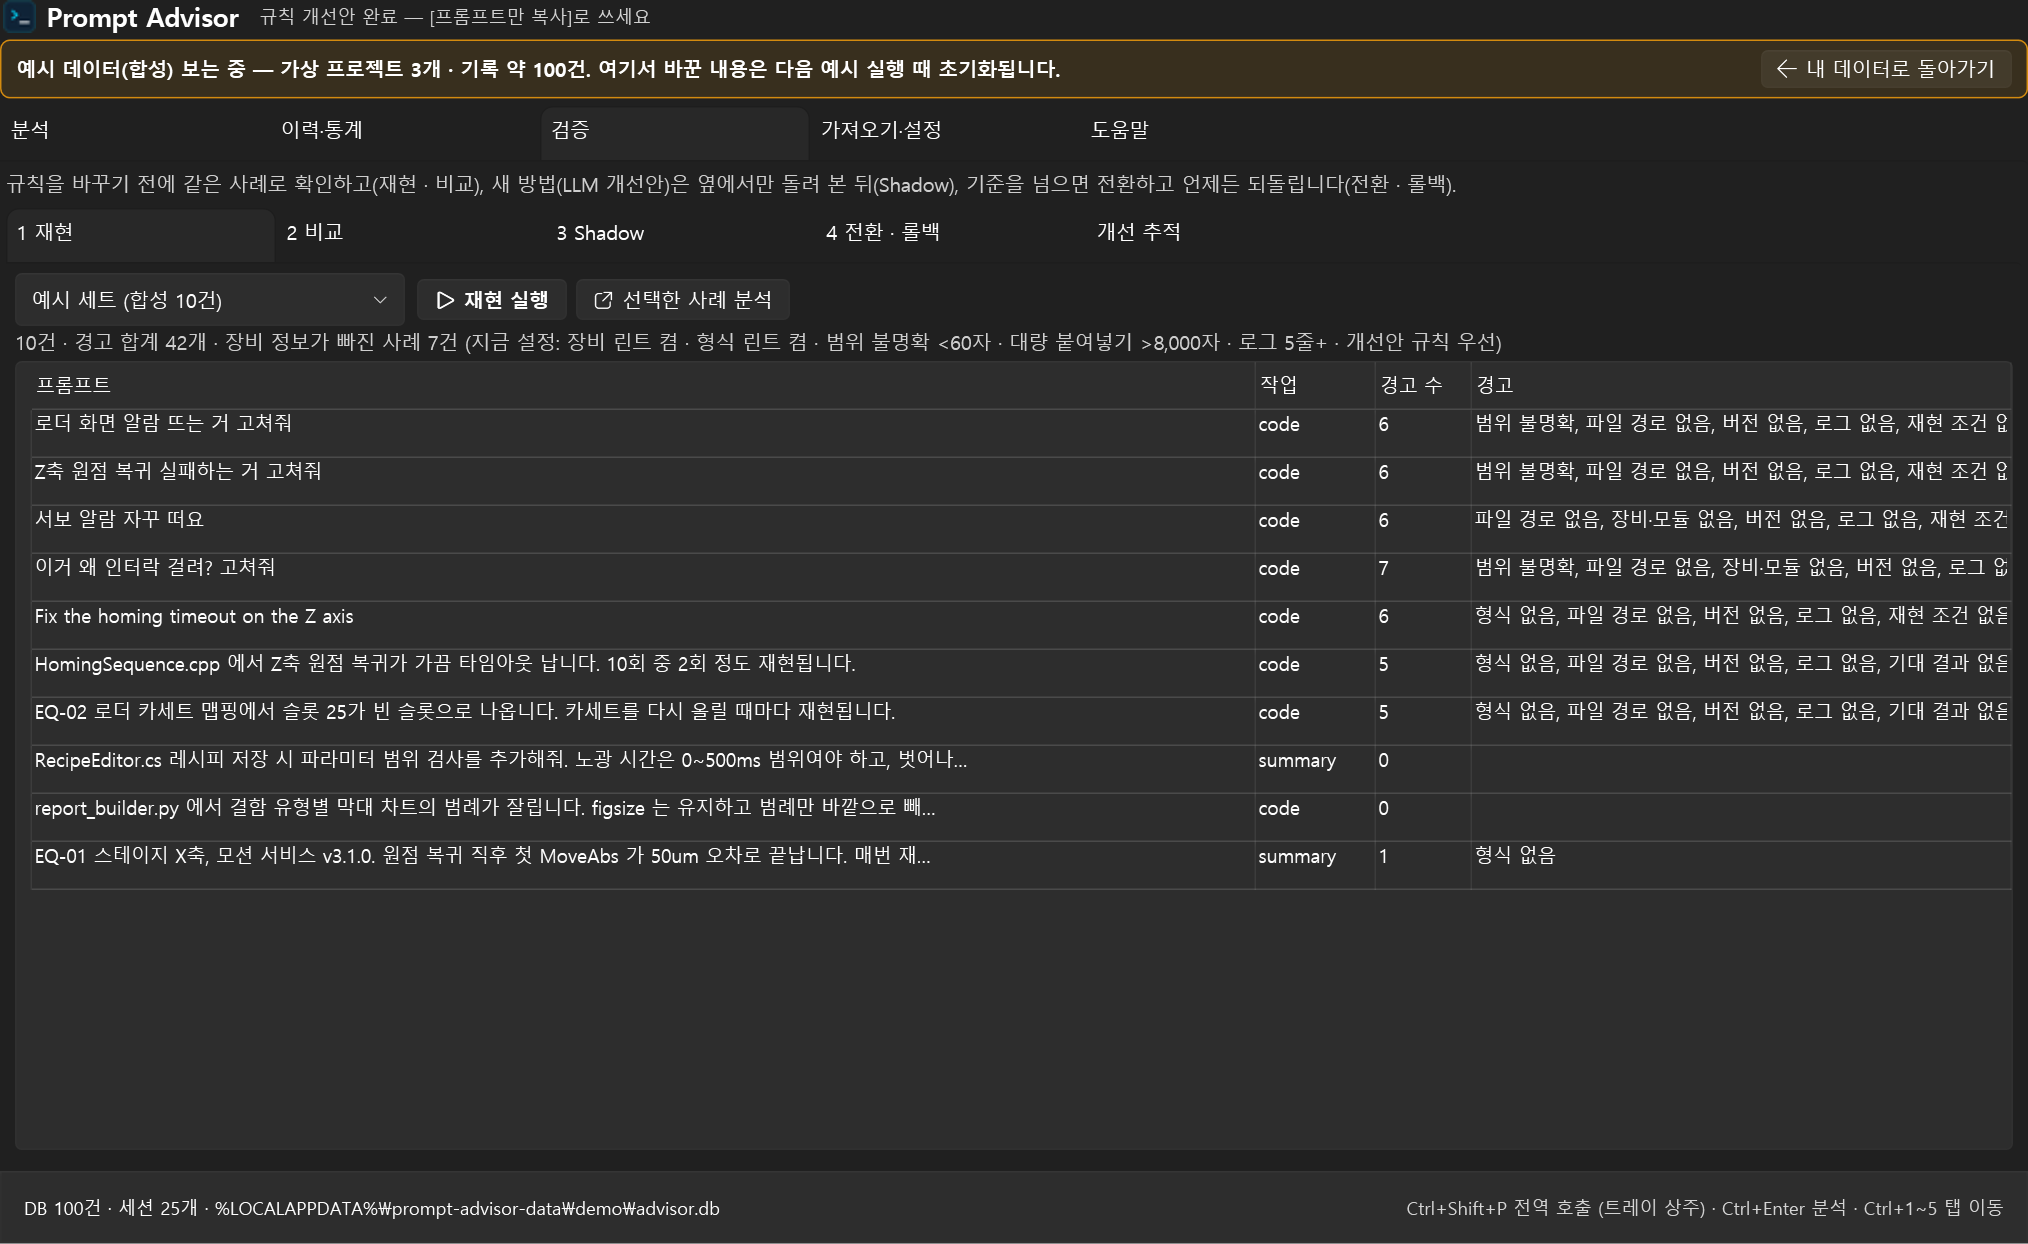 Prompt Advisor 규칙 개선안 완료 — [프롬프트만 복사]로 쓰세요
예시 데이터(합성) 보는 중 — 가상 프로젝트 3개 · 기록 약 100건. 여기서 바꾼 내용은 다음 예시 실행 때 초기화됩니다. ← 내 데이터로 돌아가기
분석 이력·통계 검증 가져오기·설정 도움말
규칙을 바꾸기 전에 같은 사례로 확인하고(재현 · 비교), 새 방법(LLM 개선안)은 옆에서만 돌려 본 뒤(Shadow), 기준을 넘으면 전환하고 언제든 되돌립니다(전환 · 롤백).
1 재현 2 비교 3 Shadow 4 전환 · 롤백 개선 추적
예시 세트 (합성 10건) 재현 실행 선택한 사례 분석
10건 · 경고 합계 42개 · 장비 정보가 빠진 사례 7건 (지금 설정: 장비 린트 켬 · 형식 린트 켬 · 범위 불명확 <60자 · 대량 붙여넣기 >8,000자 · 로그 5줄+ · 개선안 규칙 우선)
프롬프트 작업 경고 수 경고
로더 화면 알람 뜨는 거 고쳐줘 code 6 범위 불명확, 파일 경로 없음, 버전 없음, 로그 없음, 재현 조건
Z축 원점 복귀 실패하는 거 고쳐줘 code 6 범위 불명확, 파일 경로 없음, 버전 없음, 로그 없음, 재현 조건
서보 알람 자꾸 떠요 code 6 파일 경로 없음, 장비·모듈 없음, 버전 없음, 로그 없음, 재현 조건
이거 왜 인터락 걸려? 고쳐줘 code 7 범위 불명확, 파일 경로 없음, 장비·모듈 없음, 버전 없음, 로그
Fix the homing timeout on the Z axis code 6 형식 없음, 파일 경로 없음, 버전 없음, 로그 없음, 재현 조건 없음
HomingSequence.cpp 에서 Z축 원점 복귀가 가끔 타임아웃 납니다. 10회 중 2회 정도 재현됩니다. code 5 형식 없음, 파일 경로 없음, 버전 없음, 로그 없음, 기대 결과 없음
EQ-02 로더 카세트 맵핑에서 슬롯 25가 빈 슬롯으로 나옵니다. 카세트를 다시 올릴 때마다 재현됩니다. code 5 형식 없음, 파일 경로 없음, 버전 없음, 로그 없음, 기대 결과 없음
RecipeEditor.cs 레시피 저장 시 파라미터 범위 검사를 추가해줘. 노광 시간은 0~500ms 범위여야 하고, 벗어나... summary 0
report_builder.py 에서 결함 유형별 막대 차트의 범례가 잘립니다. figsize 는 유지하고 범례만 바깥으로 빼... code 0
EQ-01 스테이지 X축, 모션 서비스 v3.1.0. 원점 복귀 직후 첫 MoveAbs 가 50um 오차로 끝납니다. 매번 재... summary 1 형식 없음
DB 100건 · 세션 25개 · %LOCALAPPDATA%₩prompt-advisor-data₩demo₩advisor.db Ctrl+Shift+P 전역 호출 (트레이 상주) · Ctrl+Enter 분석 · Ctrl+1~5 탭 이동